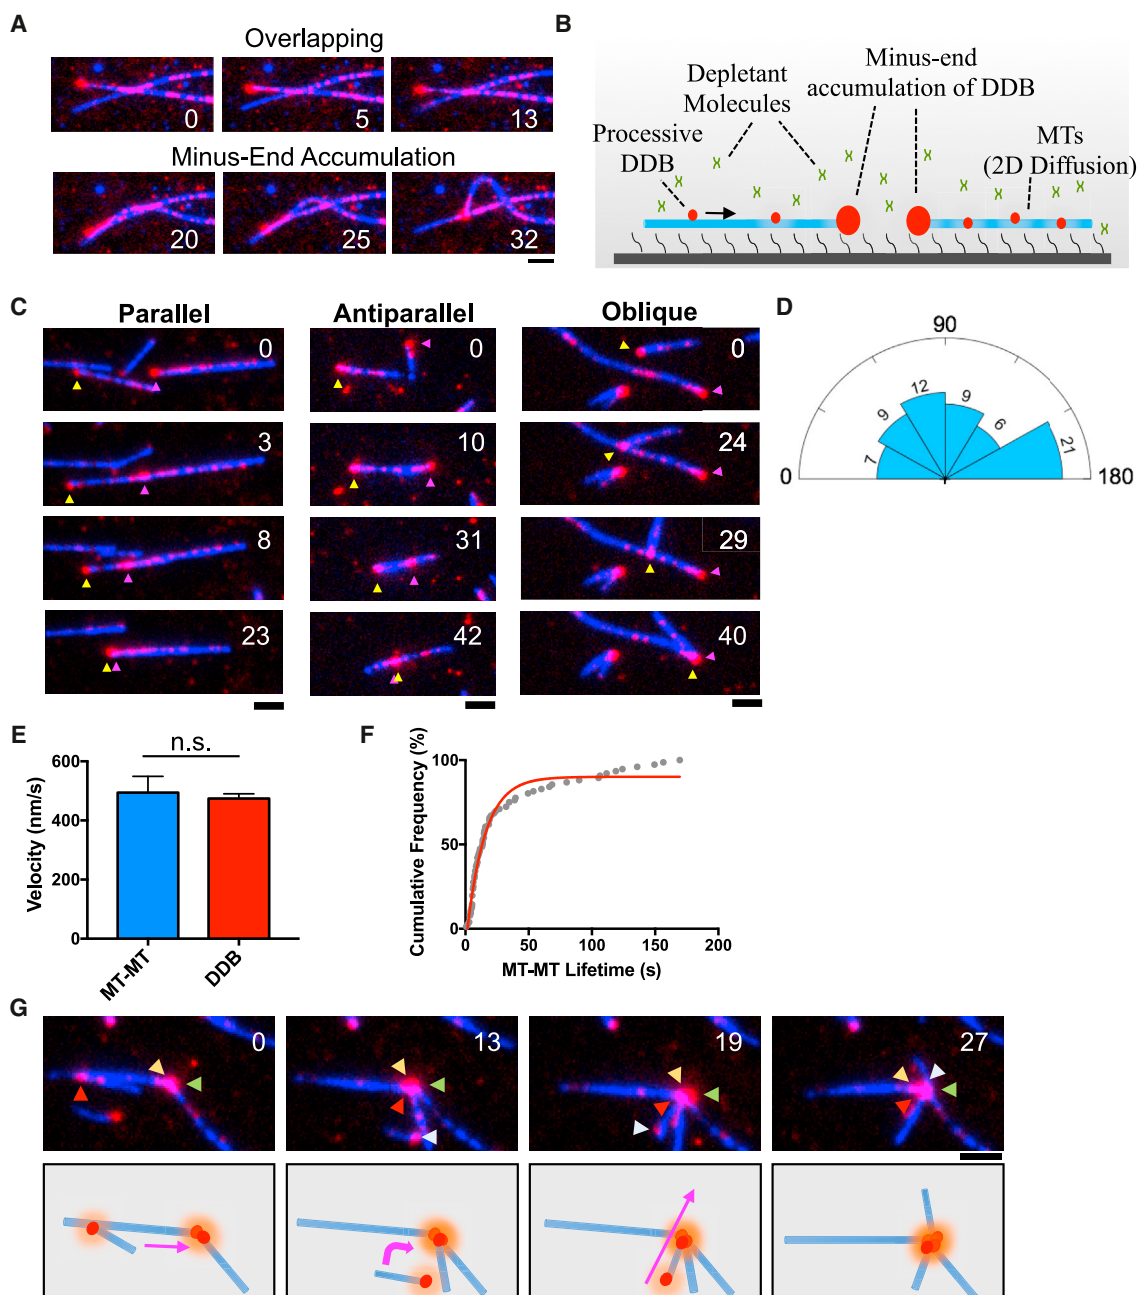 A
Overlapping
0
5
13
Minus-End Accumulation
20
25
32
B
Depletant
Molecules
Minus-end
accumulation of DDB
Processive
DDB
MTs
(2D Diffusion)
C
Parallel
Antiparallel
Oblique
0
0
0
3
10
24
8
31
29
23
42
40
D
90
0
180
7
9
12
9
6
21
E
n.s.
Velocity (nm/s)
600
400
200
0
MT-MT
DDB
F
Cumulative Frequency (%)
100
50
0
0
50
100
150
200
MT-MT Lifetime (s)
G
0
13
19
27